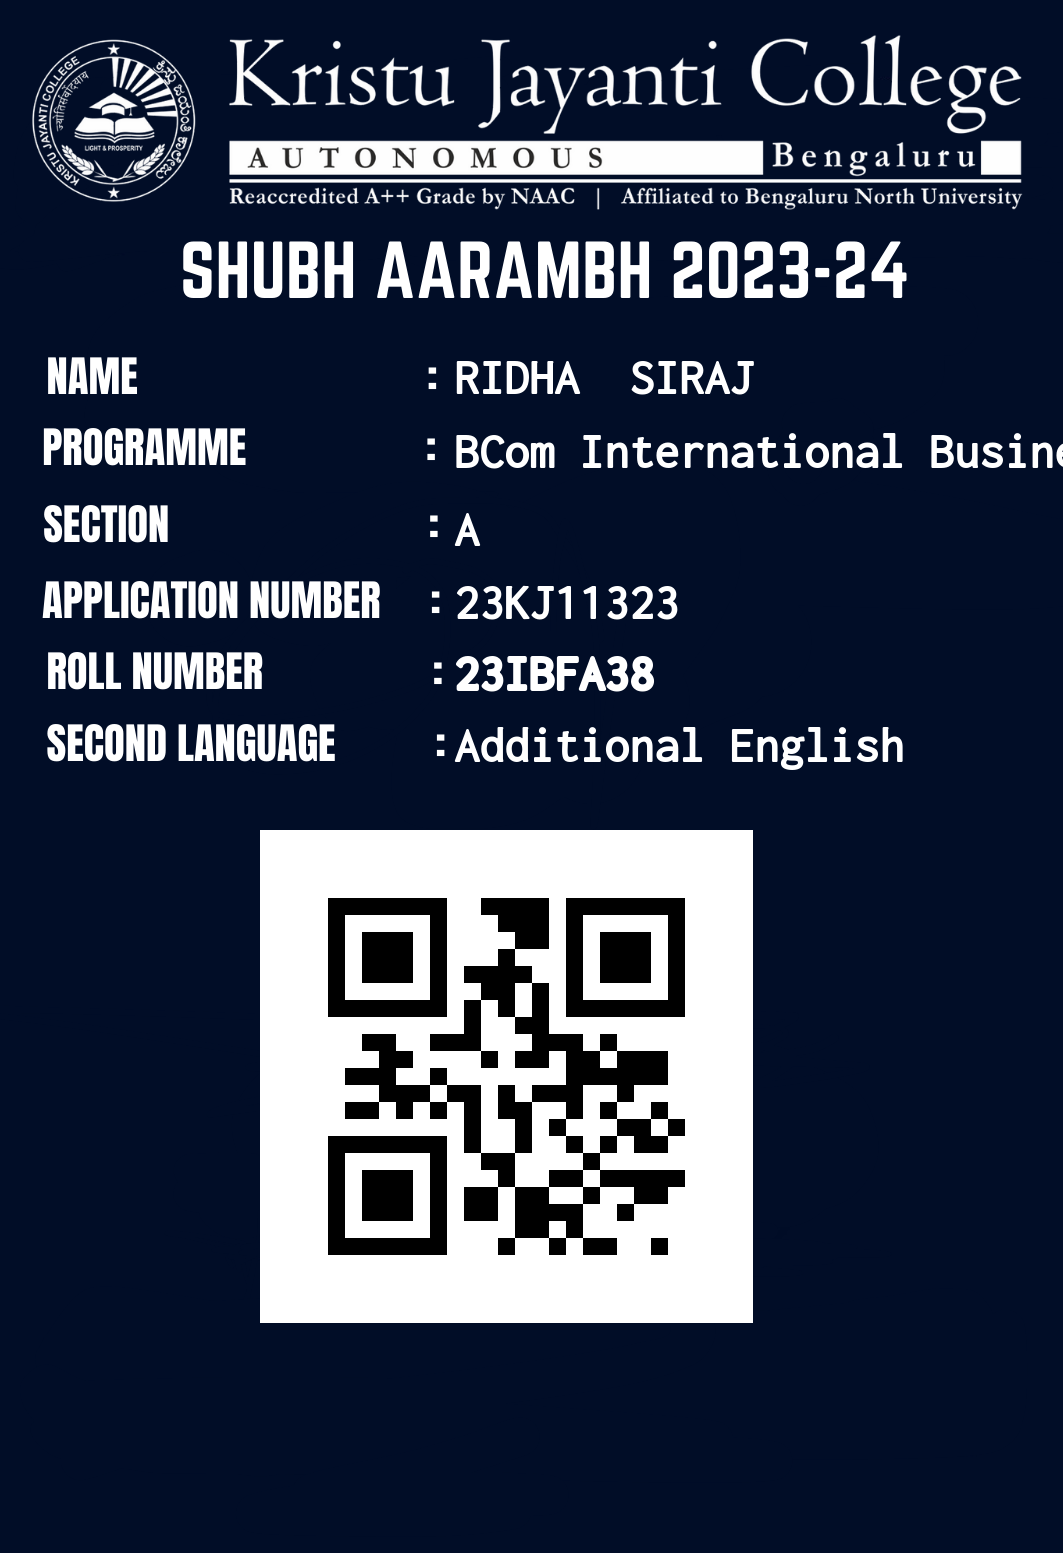 Kristu Jayanti College
AUTONOMOUS Bengaluru
Reaccredited A++ Grade by NAAC | Affiliated to Bengaluru North University
KRISTU JAYANTI COLLEGE
ಕ್ರಿಸ್ತು ಜಯಂತಿ ಕಾಲೇಜು
LIGHT & PROSPERITY
SHUBH AARAMBH 2023-24
NAME : RIDHA SIRAJ
PROGRAMME : BCom International Busine
SECTION : A
APPLICATION NUMBER : 23KJ11323
ROLL NUMBER : 23IBFA38
SECOND LANGUAGE : Additional English